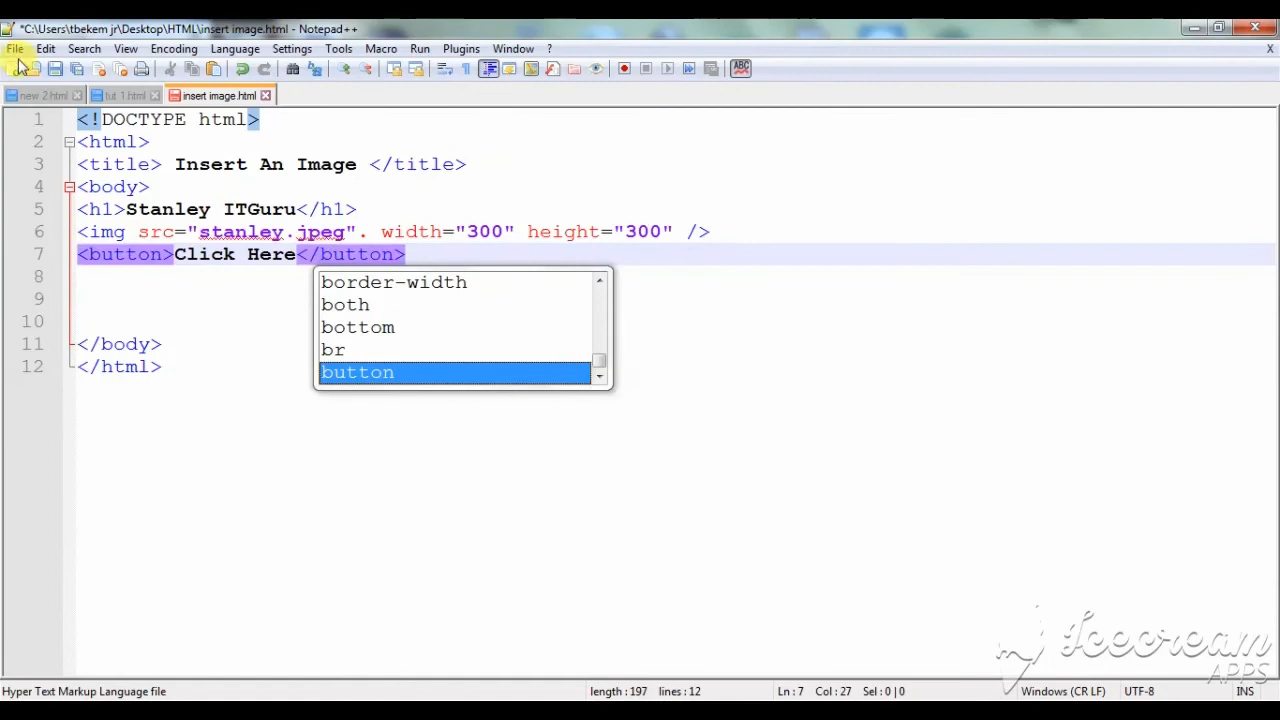 *C:\Users\tbekem jr\Desktop\HTML\insert image.html - Notepad++
File Edit Search View Encoding Language Settings Tools Macro Run Plugins Window ? X
ABC
new 2.html tut 1.html insert image.html
1 <!DOCTYPE html>
2 <html>
3 <title> Insert An Image </title>
4 <body>
5 <h1>Stanley ITGuru</h1>
6 <img src="stanley.jpeg". width="300" height="300" />
7 <button>Click Here</button>
8 border-width
9 both
10 bottom
11 </body> br
12 </html> button
Icecream
APPS
Hyper Text Markup Language file length : 197 lines : 12 Ln : 7 Col : 27 Sel : 0 | 0 Windows (CR LF) UTF-8 INS